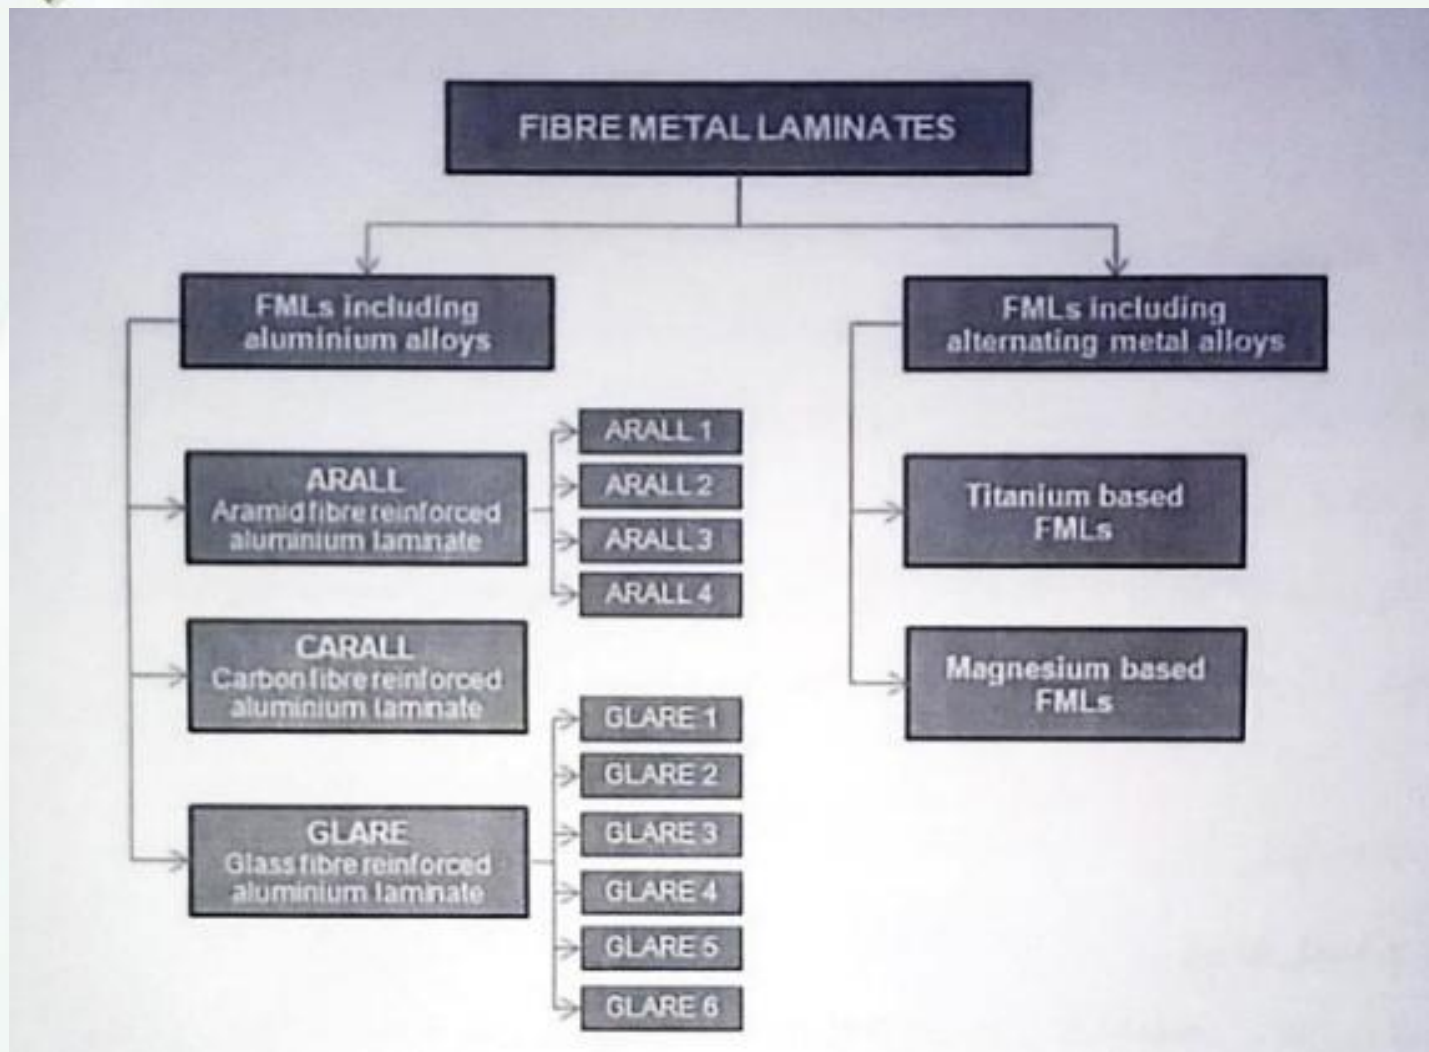 FIBRE METAL LAMINATES
FMLs including
aluminium alloys
FMLs including
alternating metal alloys
ARALL
Aramid fibre reinforced
aluminium laminate
ARALL 1
ARALL 2
ARALL 3
ARALL 4
CARALL
Carbon fibre reinforced
aluminium laminate
GLARE
Glass fibre reinforced
aluminium laminate
GLARE 1
GLARE 2
GLARE 3
GLARE 4
GLARE 5
GLARE 6
Titanium based
FMLs
Magnesium based
FMLs